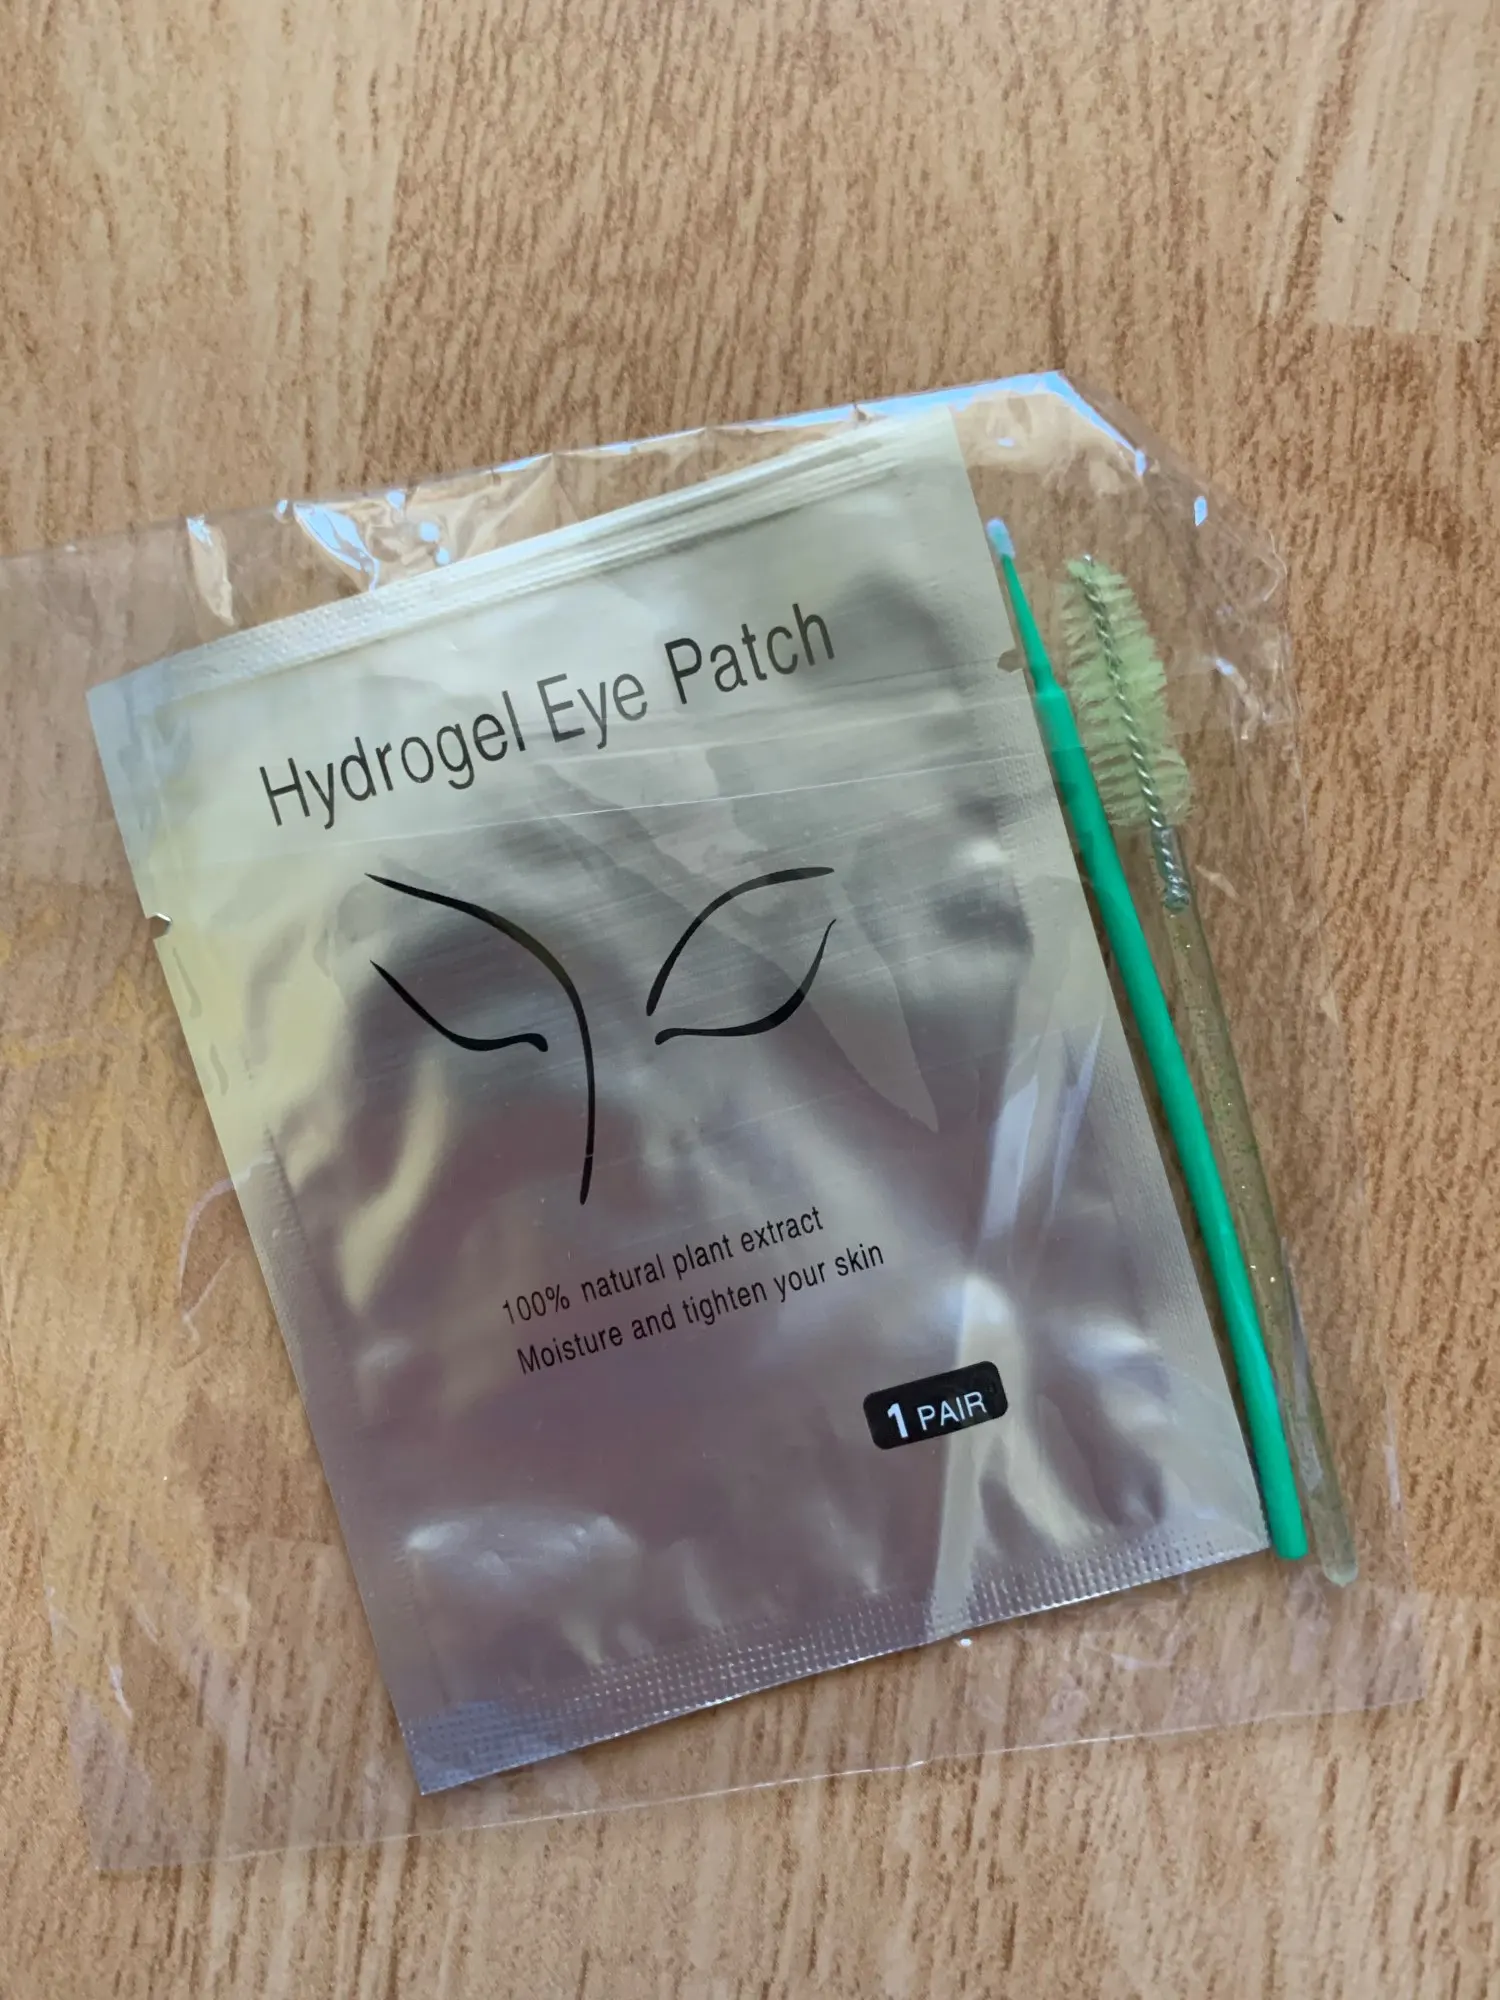 Hydrogel Eye Patch
100% natural plant extract
Moisture and tighten your skin
1 PAIR